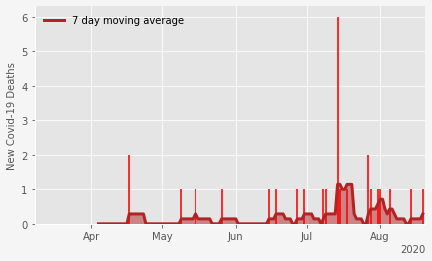 7 day moving average
New Covid-19 Deaths
6
5
4
3
2
1
0
Apr
May
Jun
Jul
Aug
2020